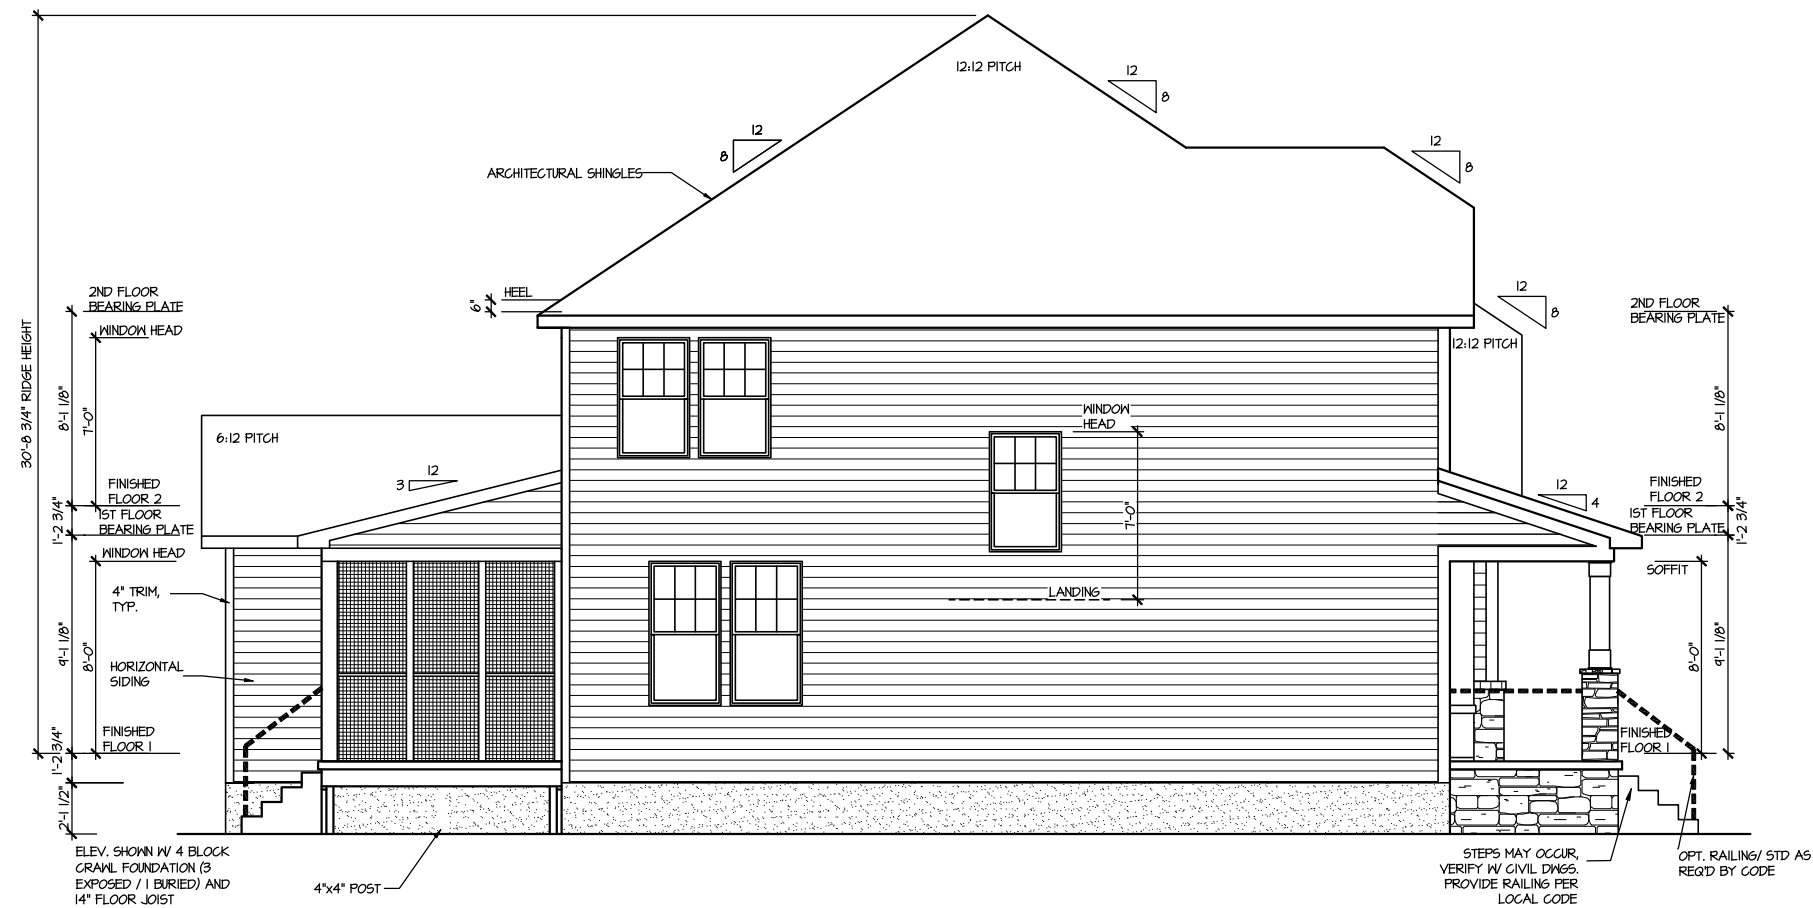 12:12 PITCH
12
8
12
8
12
8
ARCHITECTURAL SHINGLES
30'-8 3/4" RIDGE HEIGHT
2ND FLOOR
BEARING PLATE
WINDOW HEAD
8'-1 1/8"
7'-0"
6"
HEEL
12
8
12:12 PITCH
2ND FLOOR
BEARING PLATE
8'-1 1/8"
6:12 PITCH
12
3
WINDOW
HEAD
7'-0"
LANDING
FINISHED
FLOOR 2
1ST FLOOR
BEARING PLATE
1'-2 3/4"
WINDOW HEAD
12
4
FINISHED
FLOOR 2
1ST FLOOR
BEARING PLATE
1'-2 3/4"
SOFFIT
4" TRIM,
TYP.
9'-1 1/8"
8'-0"
HORIZONTAL
SIDING
8'-0"
9'-1 1/8"
FINISHED
FLOOR 1
1'-2 3/4"
2'-1 1/2"
FINISHED
FLOOR 1
ELEV. SHOWN W/ 4 BLOCK
CRAWL FOUNDATION (3
EXPOSED / 1 BURIED) AND
14" FLOOR JOIST
4"x4" POST
STEPS MAY OCCUR,
VERIFY W/ CIVIL DWGS.
PROVIDE RAILING PER
LOCAL CODE
OPT. RAILING/ STD AS
REQ'D BY CODE